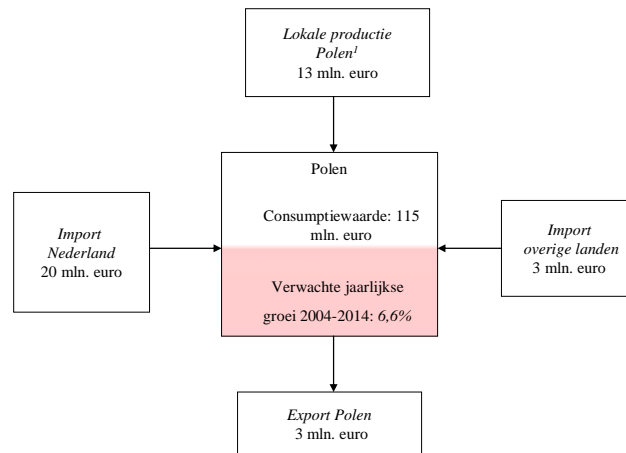 Lokale productie
Polen1
13 mln. euro
Polen
Consumptiewaarde: 115
mln. euro
Import
Nederland
20 mln. euro
Import
overige landen
3 mln. euro
Verwachte jaarlijkse
groei 2004-2014: 6,6%
Export Polen
3 mln. euro